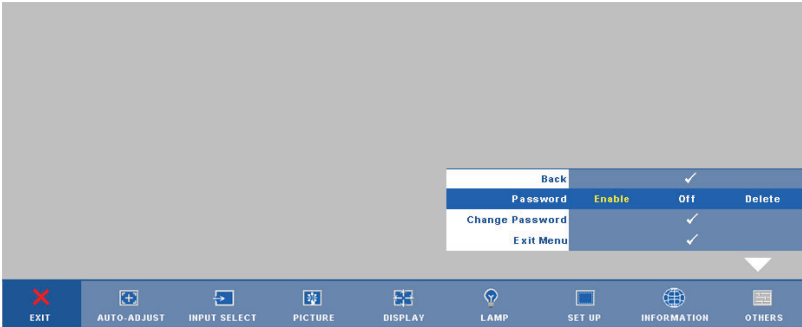 Back
Password Enable Off Delete
Change Password
Exit Menu
EXIT AUTO-ADJUST INPUT SELECT PICTURE DISPLAY LAMP SET UP INFORMATION OTHERS